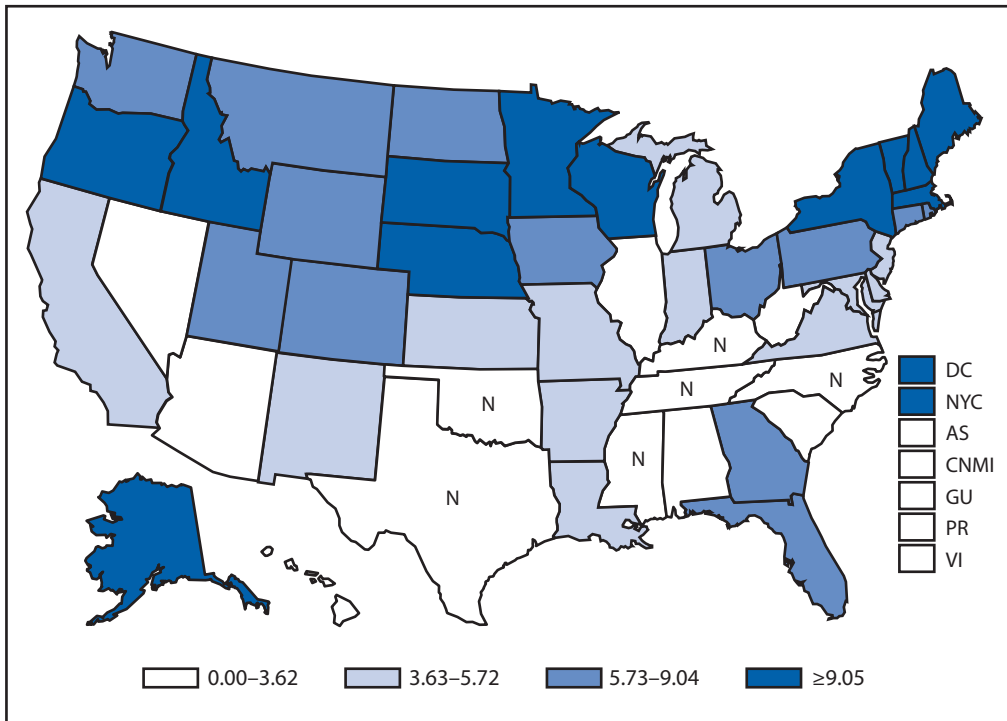 N
N
N
N
N
N
DC
NYC
AS
CNMI
GU
PR
VI
0.00–3.62
3.63–5.72
5.73–9.04
≥9.05